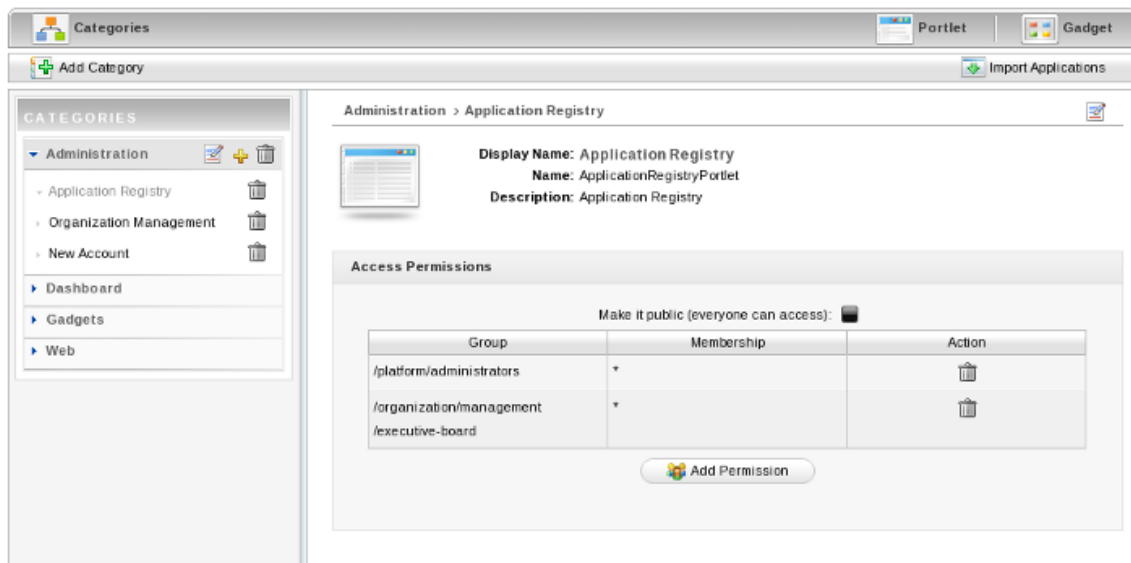 Categories
Portlet
Gadget
Add Category
Import Applications
CATEGORIES
Administration
Application Registry
Organization Management
New Account
Dashboard
Gadgets
Web
Administration > Application Registry
Display Name: Application Registry
Name: ApplicationRegistryPortlet
Description: Application Registry
Access Permissions
Make it public (everyone can access):
Group Membership Action
/platform/administrators *
/organization/management *
/executive-board
Add Permission